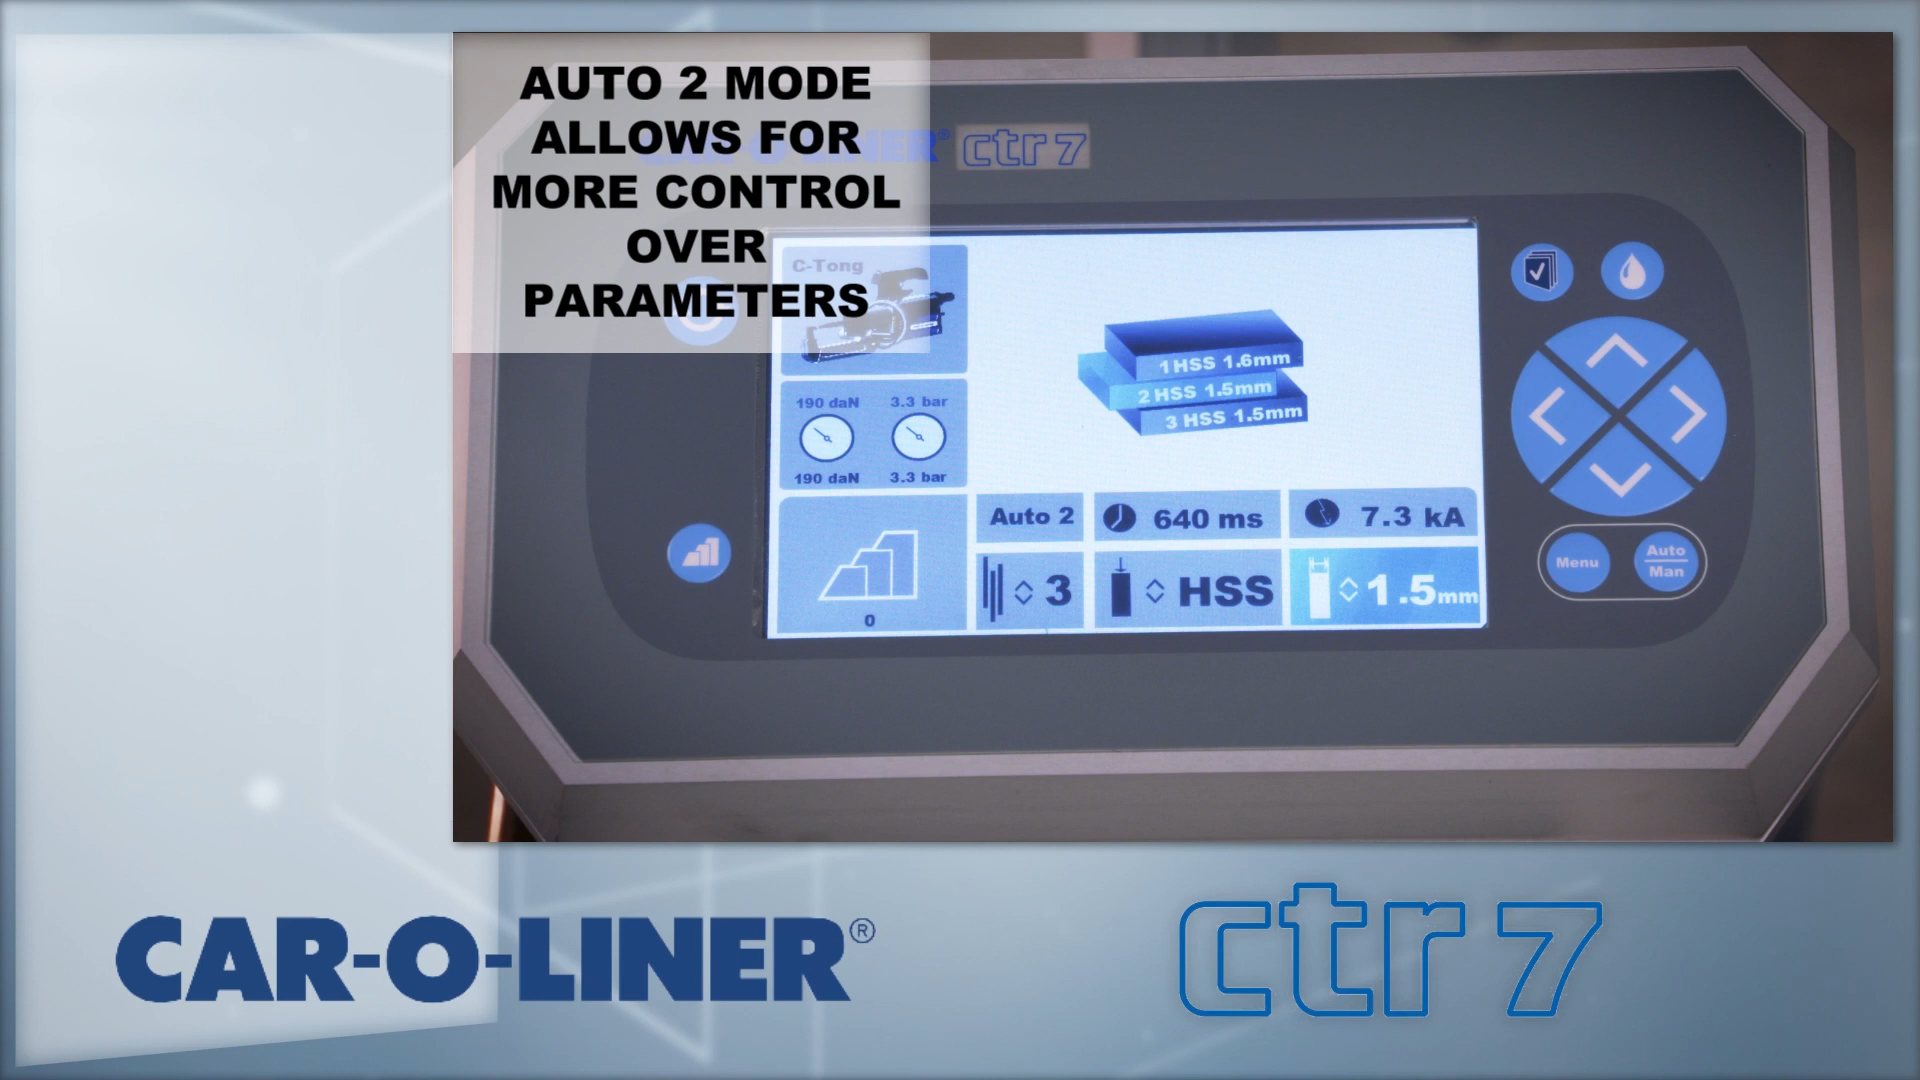 AUTO 2 MODE
ALLOWS FOR
MORE CONTROL
OVER
PARAMETERS
CAR-O-LINER® ctr 7
C-Tong
190 daN 3.3 bar
190 daN 3.3 bar
0
1 HSS 1.6mm
2 HSS 1.5mm
3 HSS 1.5mm
Auto 2 640 ms 7.3 kA
3 HSS 1.5mm
Menu
Auto
Man
CAR-O-LINER®
ctr 7